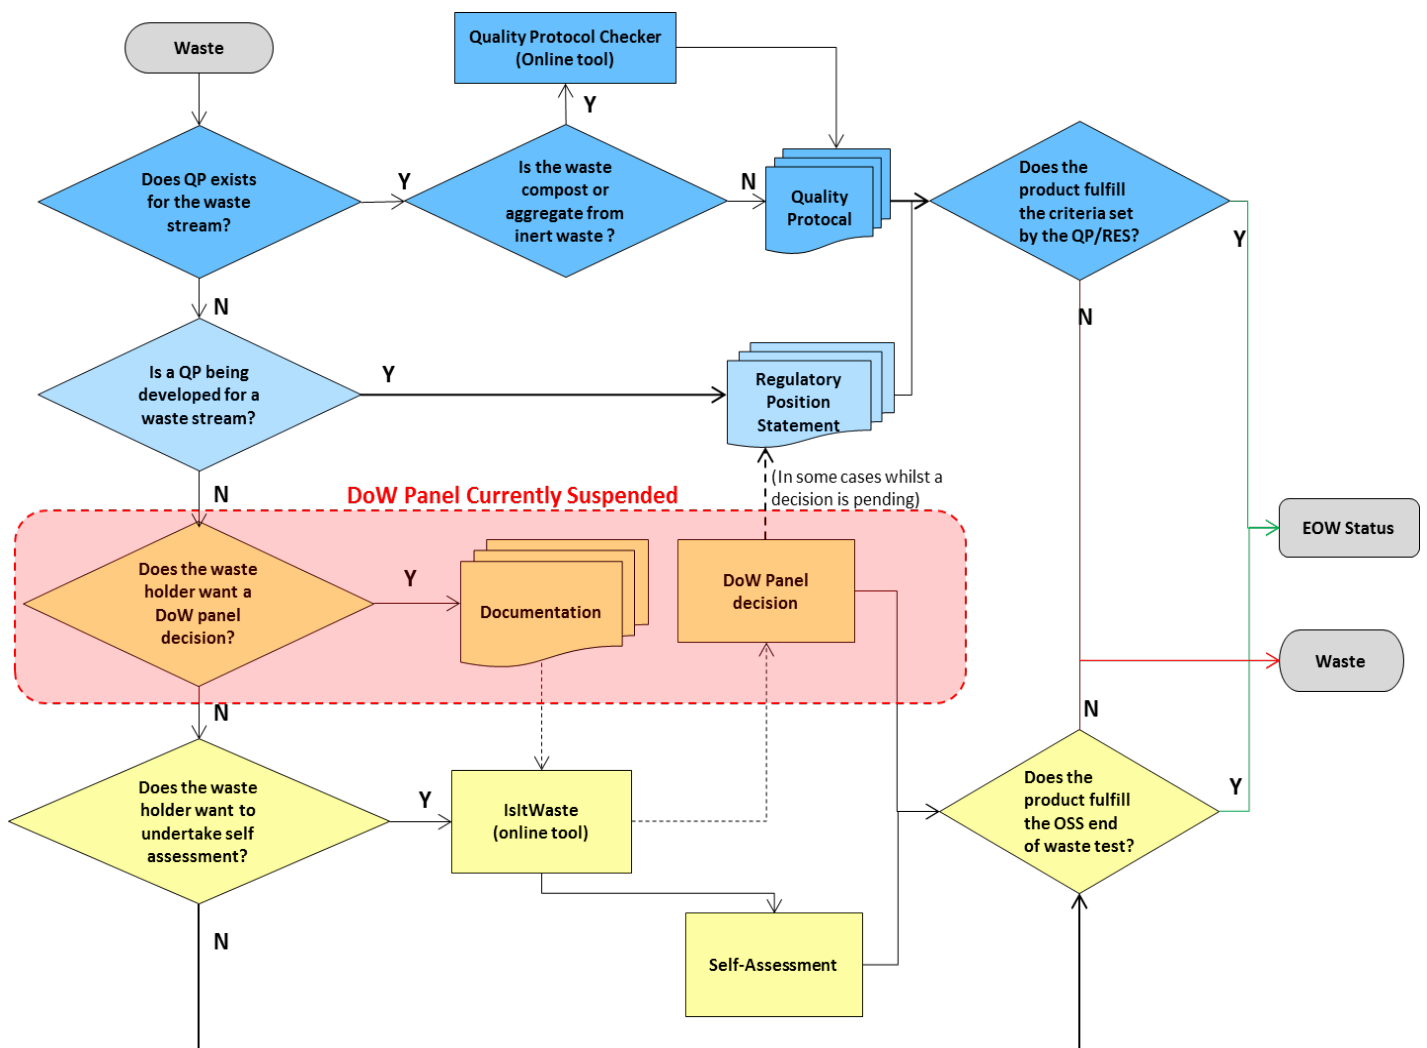 Waste
Quality Protocol Checker
(Online tool)
Y
Does QP exists
for the waste
stream?
Y
Is the waste
compost or
aggregate from
inert waste ?
N
Quality
Protocal
Does the
product fulfill
the criteria set
by the QP/RES?
Y
N
N
Is a QP being
developed for a
waste stream?
Y
Regulatory
Position
Statement
N
DoW Panel Currently Suspended
(In some cases whilst a
decision is pending)
EOW Status
Does the waste
holder want a
DoW panel
decision?
Y
Documentation
DoW Panel
decision
Waste
N
N
Does the waste
holder want to
undertake self
assessment?
Y
IsItWaste
(online tool)
Does the
product fulfill
the OSS end
of waste test?
Y
N
Self-Assessment